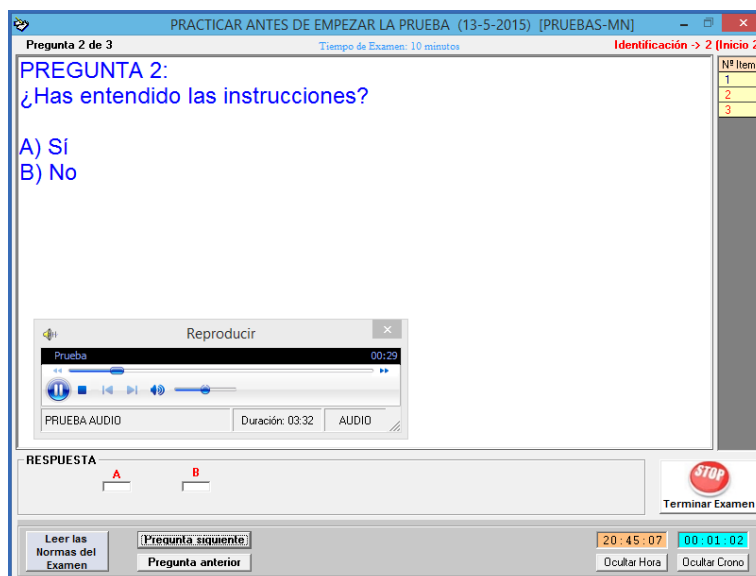 PRACTICAR ANTES DE EMPEZAR LA PRUEBA (13-5-2015) [PRUEBAS-MN]
Pregunta 2 de 3
Tiempo de Examen: 10 minutos
Identificación -> 2 (Inicio 2
PREGUNTA 2:
¿Has entendido las instrucciones?
A) Sí
B) No
Nº Item
1
2
3
Reproducir
Prueba
00:29
PRUEBA AUDIO
Duración: 03:32
AUDIO
RESPUESTA
A
B
STOP
Terminar Examen
Leer las
Normas del
Examen
Pregunta siguiente
Pregunta anterior
20:45:07
00:01:02
Ocultar Hora
Ocultar Crono